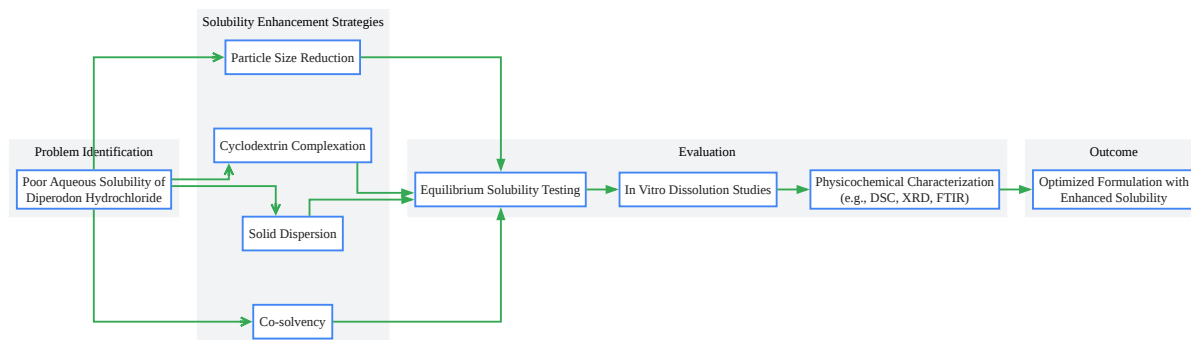 Solubility Enhancement Strategies
Particle Size Reduction
Cyclodextrin Complexation
Problem Identification
Evaluation
Outcome
Poor Aqueous Solubility of
Diperodon Hydrochloride
Equilibrium Solubility Testing
In Vitro Dissolution Studies
Physicochemical Characterization
(e.g., DSC, XRD, FTIR)
Optimized Formulation with
Enhanced Solubility
Solid Dispersion
Co-solvency